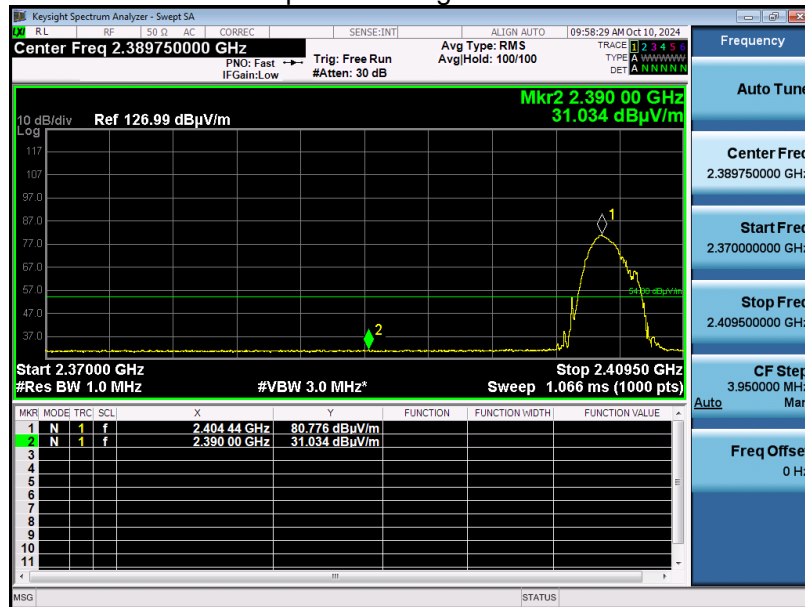 Keysight Spectrum Analyzer - Swept SA
RL RF 50 Ω AC CORREC SENSE:INT ALIGN AUTO 09:58:29 AM Oct 10, 2024
Center Freq 2.389750000 GHz
PNO: Fast
IFGain:Low
Trig: Free Run
#Atten: 30 dB
Avg Type: RMS
Avg|Hold: 100/100
TRACE 1 2 3 4 5 6
TYPE A WWWWW
DET A N N N N N
Mkr2 2.390 00 GHz
31.034 dBµV/m
10 dB/div Ref 126.99 dBµV/m
Log
117
107
97.0
87.0
77.0
67.0
57.0
47.0
37.0
1
54.00 dBµV/m
2
Start 2.37000 GHz Stop 2.40950 GHz
#Res BW 1.0 MHz #VBW 3.0 MHz* Sweep 1.066 ms (1000 pts)
MKR MODE TRC SCL X Y FUNCTION FUNCTION WIDTH FUNCTION VALUE
1 N 1 f 2.404 44 GHz 80.776 dBµV/m
2 N 1 f 2.390 00 GHz 31.034 dBµV/m
3
4
5
6
7
8
9
10
11
MSG STATUS
Frequency
Auto Tune
Center Freq
2.389750000 GHz
Start Freq
2.370000000 GHz
Stop Freq
2.409500000 GHz
CF Step
3.950000 MHz
Auto Man
Freq Offset
0 Hz